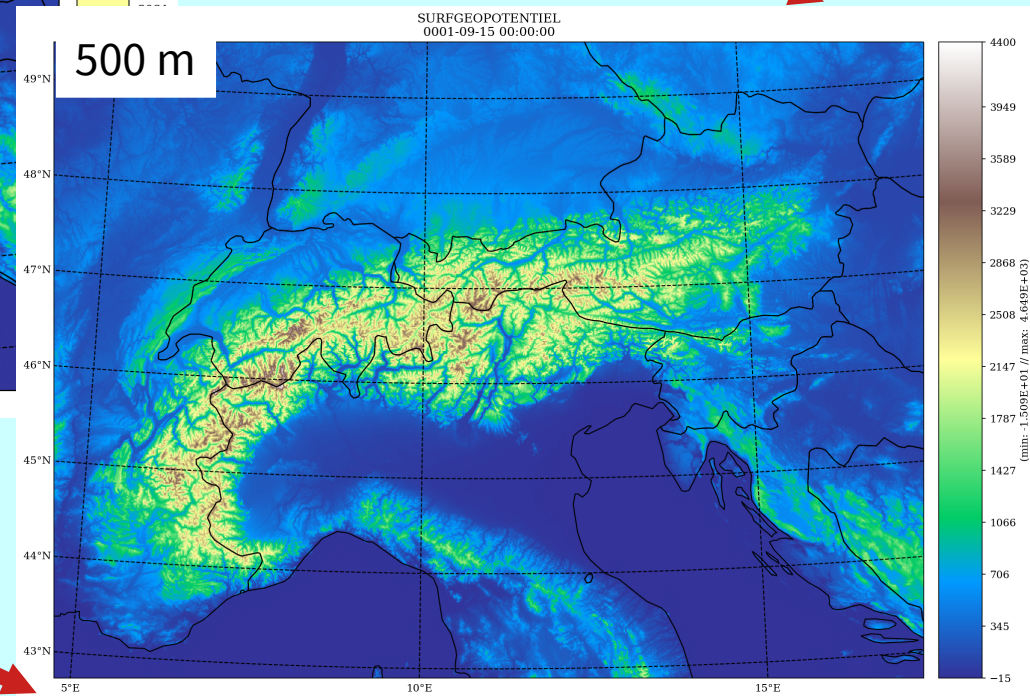 SURFGEOPOTENTIEL
0001-09-15 00:00:00
500 m
49°N
48°N
47°N
46°N
45°N
44°N
43°N
5°E
10°E
15°E
4400
3949
3589
3229
2868
2508
2147
1787
1427
1066
706
345
−15
(min: -1.509E+01 // max: 4.649E+03)